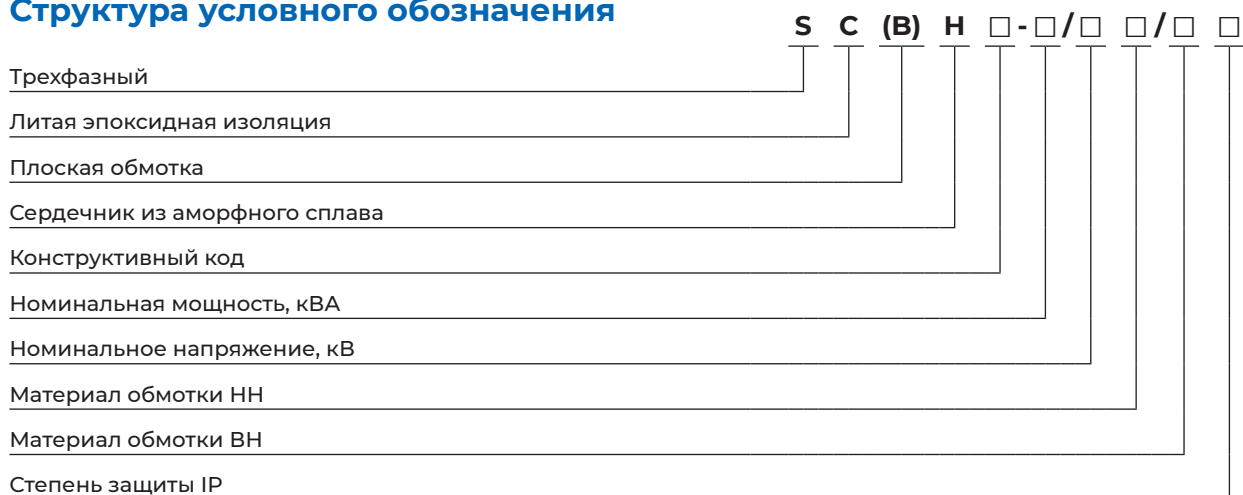 Структура условного обозначения
S C (B) H □-□/□ □/□ □
Трехфазный
Литая эпоксидная изоляция
Плоская обмотка
Сердечник из аморфного сплава
Конструктивный код
Номинальная мощность, кВА
Номинальное напряжение, кВ
Материал обмотки НН
Материал обмотки ВН
Степень защиты IP